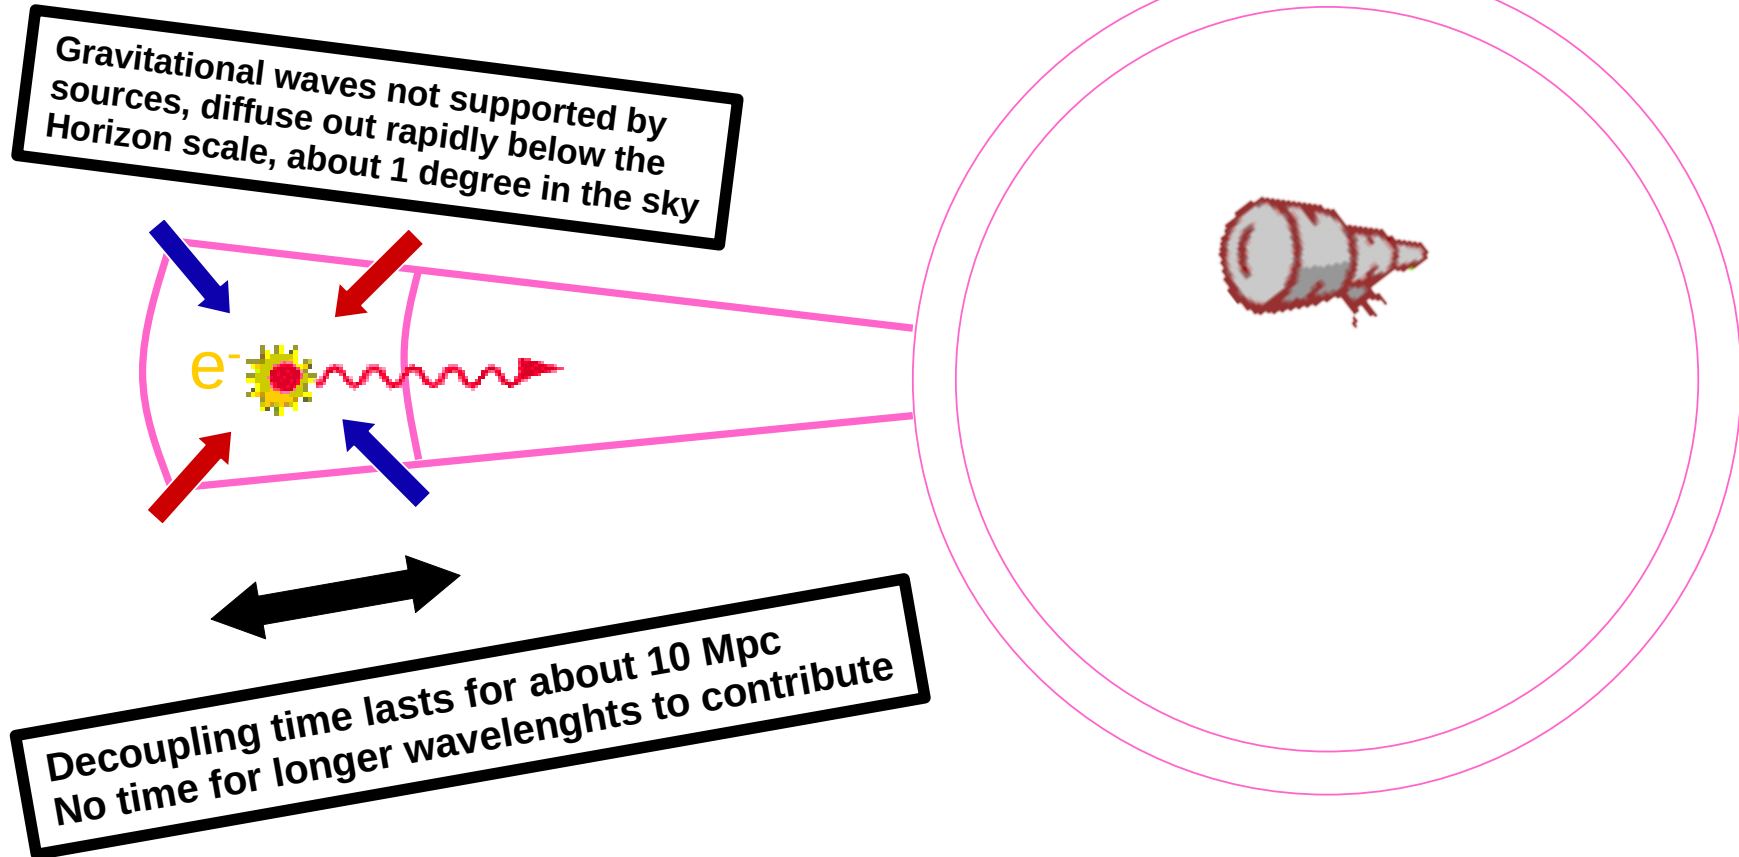 Gravitational waves not supported by
sources, diffuse out rapidly below the
Horizon scale, about 1 degree in the sky
e-
Decoupling time lasts for about 10 Mpc
No time for longer wavelenghts to contribute